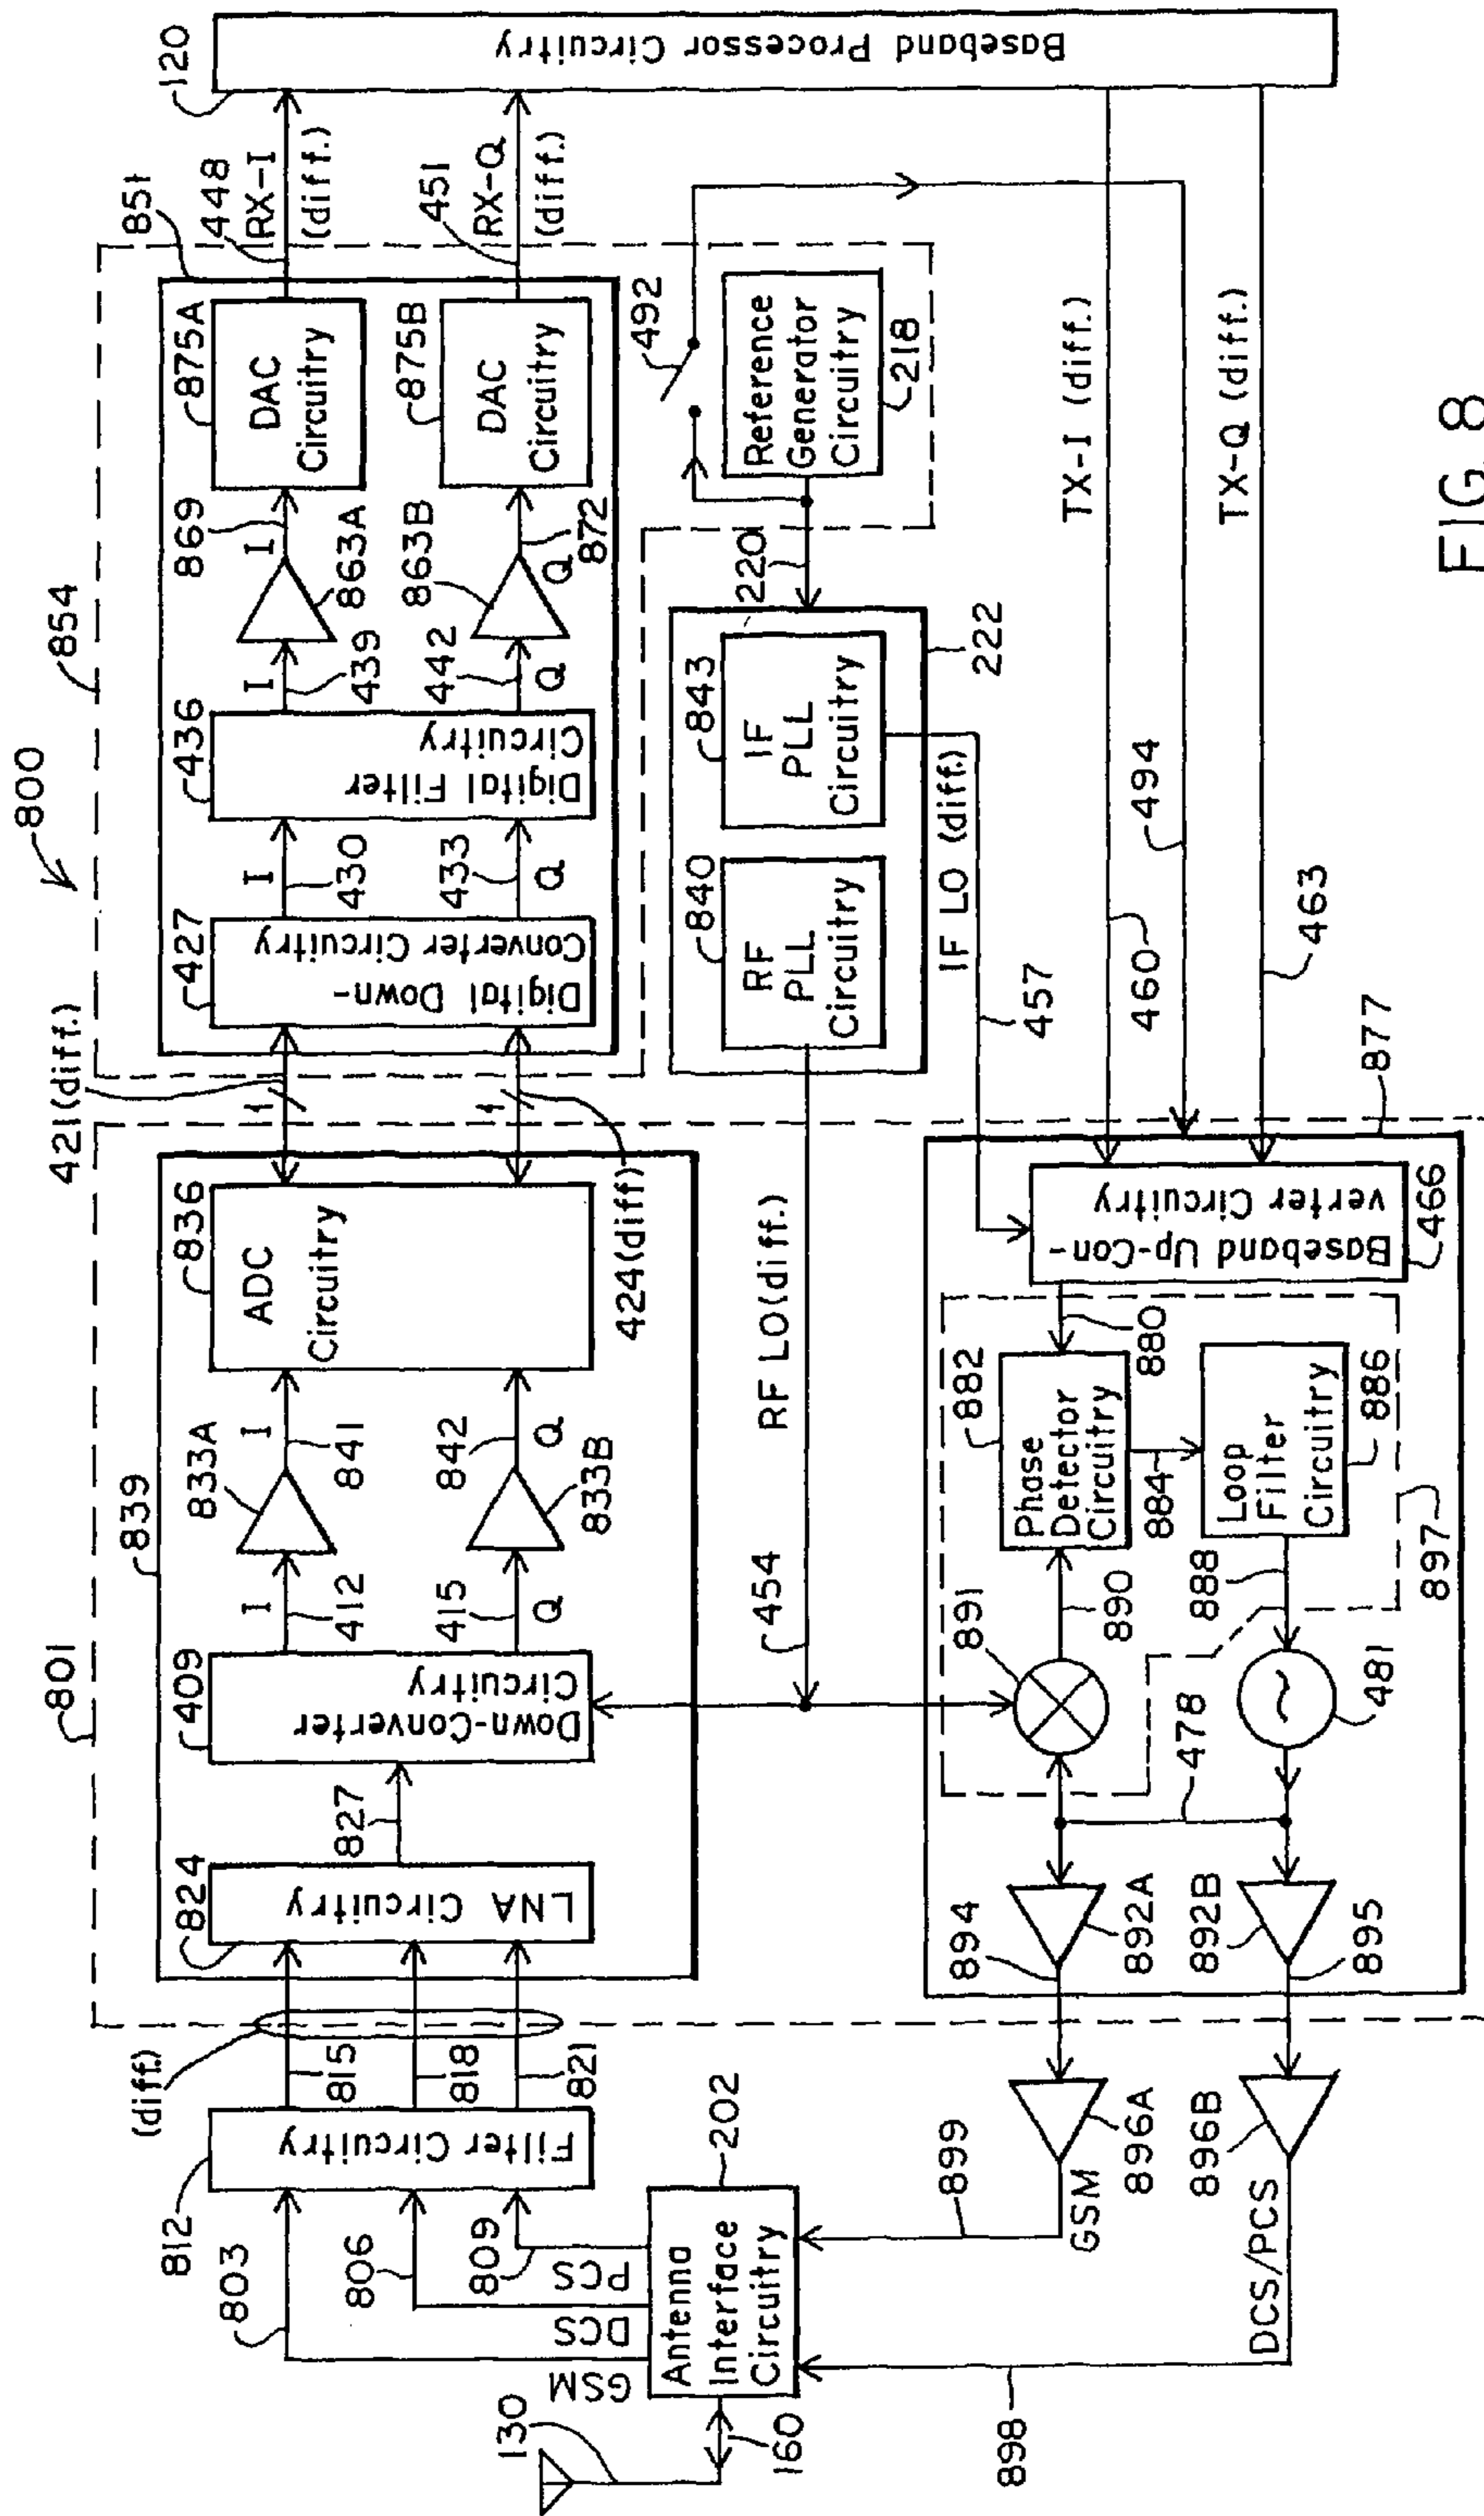 800
801
839
854
120
(diff.)
421(diff.)
812
824
409
833A
836
427
436
869
875A
851
448
803
815
LNA Circuitry
Down-Converter
Circuitry
I
412
I
841
ADC
Circuitry
1
Digital Down-
Converter Circuitry
I
430
Digital Filter
Circuitry
I
439
I
863A
DAC
Circuitry
RX-I
(diff.)
Filter Circuitry
806
818
827
415
842
433
442
863B
875B
451
809
821
Q
833B
Q
1
Q
Q
Q
872
DAC
Circuitry
RX-Q
(diff.)
Baseband Processor Circuitry
GSM
DCS
PCS
424(diff)
492
130
Antenna
Interface
Circuitry
202
840
843
220
RF
PLL
Circuitry
IF
PLL
Circuitry
Reference
Generator
Circuitry
160
454
RF LO(diff.)
222
218
899
IF LO (diff.)
457
894
891
882
GSM
896A
892A
890
Phase
Detector
Circuitry
880
Baseband Up-Con-
verter Circuitry
460
494
TX-I (diff.)
898
896B
892B
478
884
888
Loop
Filter
Circuitry
DCS/PCS
895
481
897
886
466
877
463
TX-Q (diff.)
FIG. 8